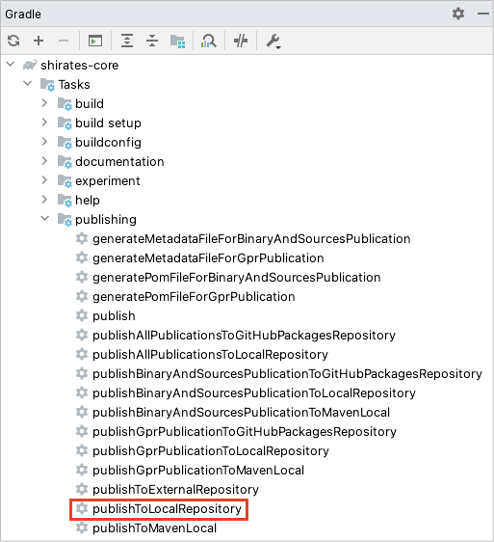 Gradle
shirates-core
Tasks
build
build setup
buildconfig
documentation
experiment
help
publishing
generateMetadataFileForBinaryAndSourcesPublication
generateMetadataFileForGprPublication
generatePomFileForBinaryAndSourcesPublication
generatePomFileForGprPublication
publish
publishAllPublicationsToGitHubPackagesRepository
publishAllPublicationsToLocalRepository
publishBinaryAndSourcesPublicationToGitHubPackagesRepository
publishBinaryAndSourcesPublicationToLocalRepository
publishBinaryAndSourcesPublicationToMavenLocal
publishGprPublicationToGitHubPackagesRepository
publishGprPublicationToLocalRepository
publishGprPublicationToMavenLocal
publishToExternalRepository
publishToLocalRepository
publishToMavenLocal